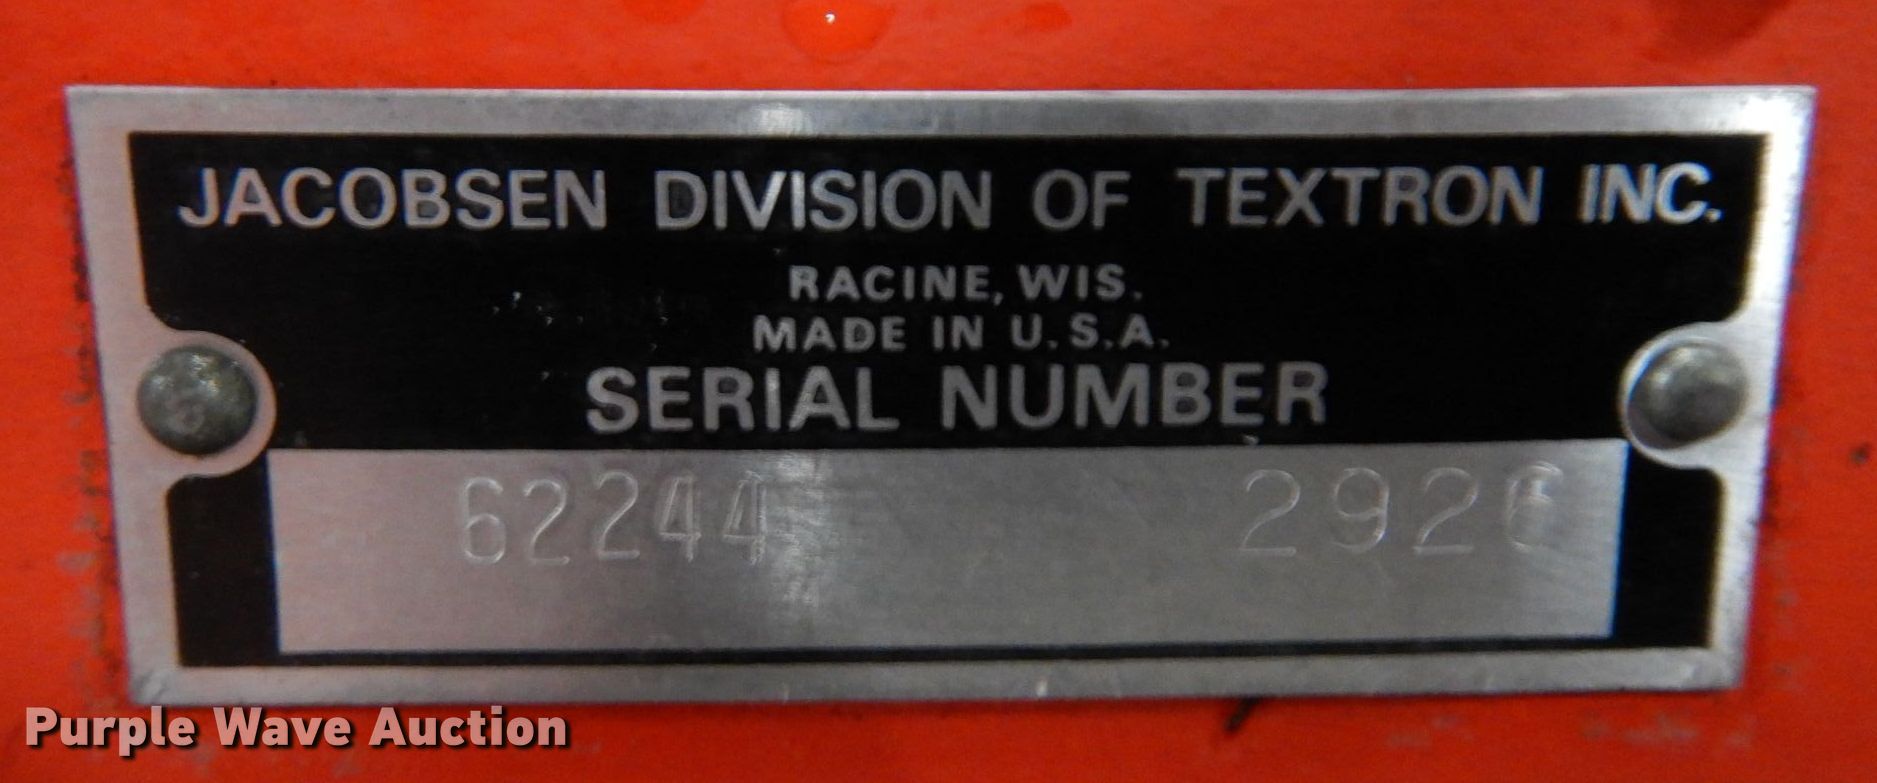 JACOBSEN DIVISION OF TEXTRON INC.
RACINE, WIS.
MADE IN U.S.A.
SERIAL NUMBER
62244 2926
Purple Wave Auction